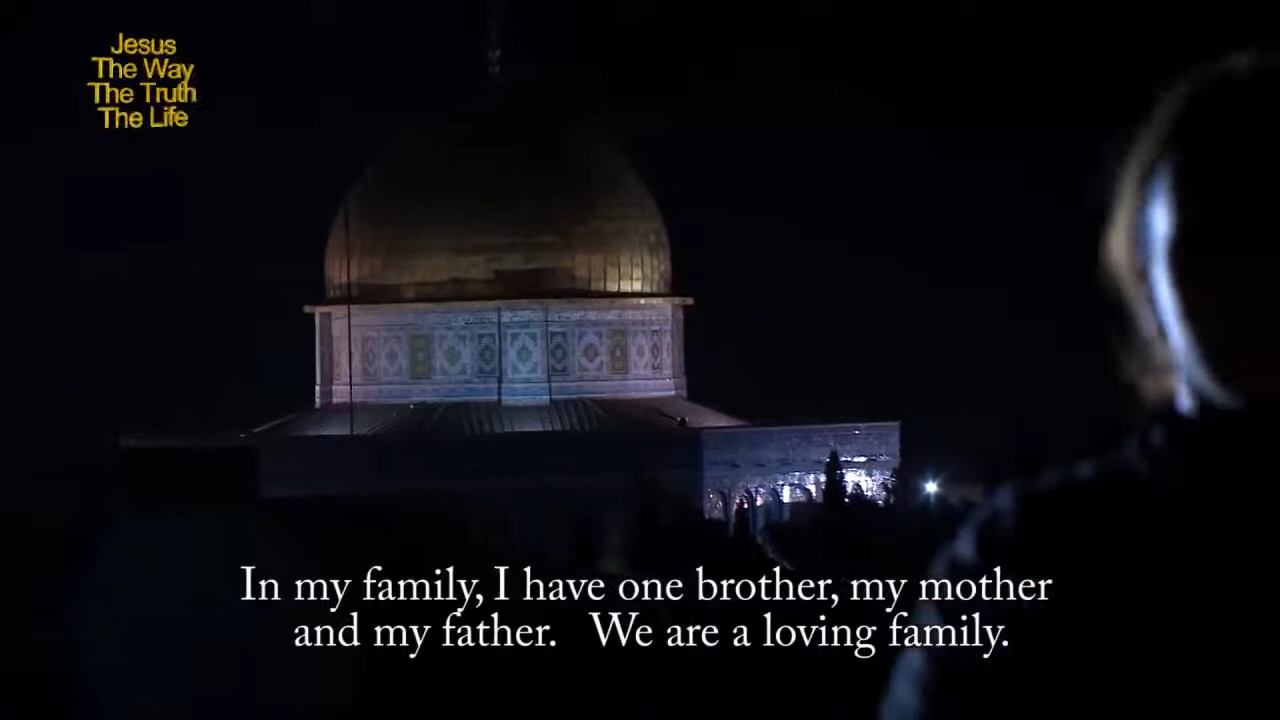 Jesus
The Way
The Truth
The Life
In my family, I have one brother, my mother
and my father. We are a loving family.